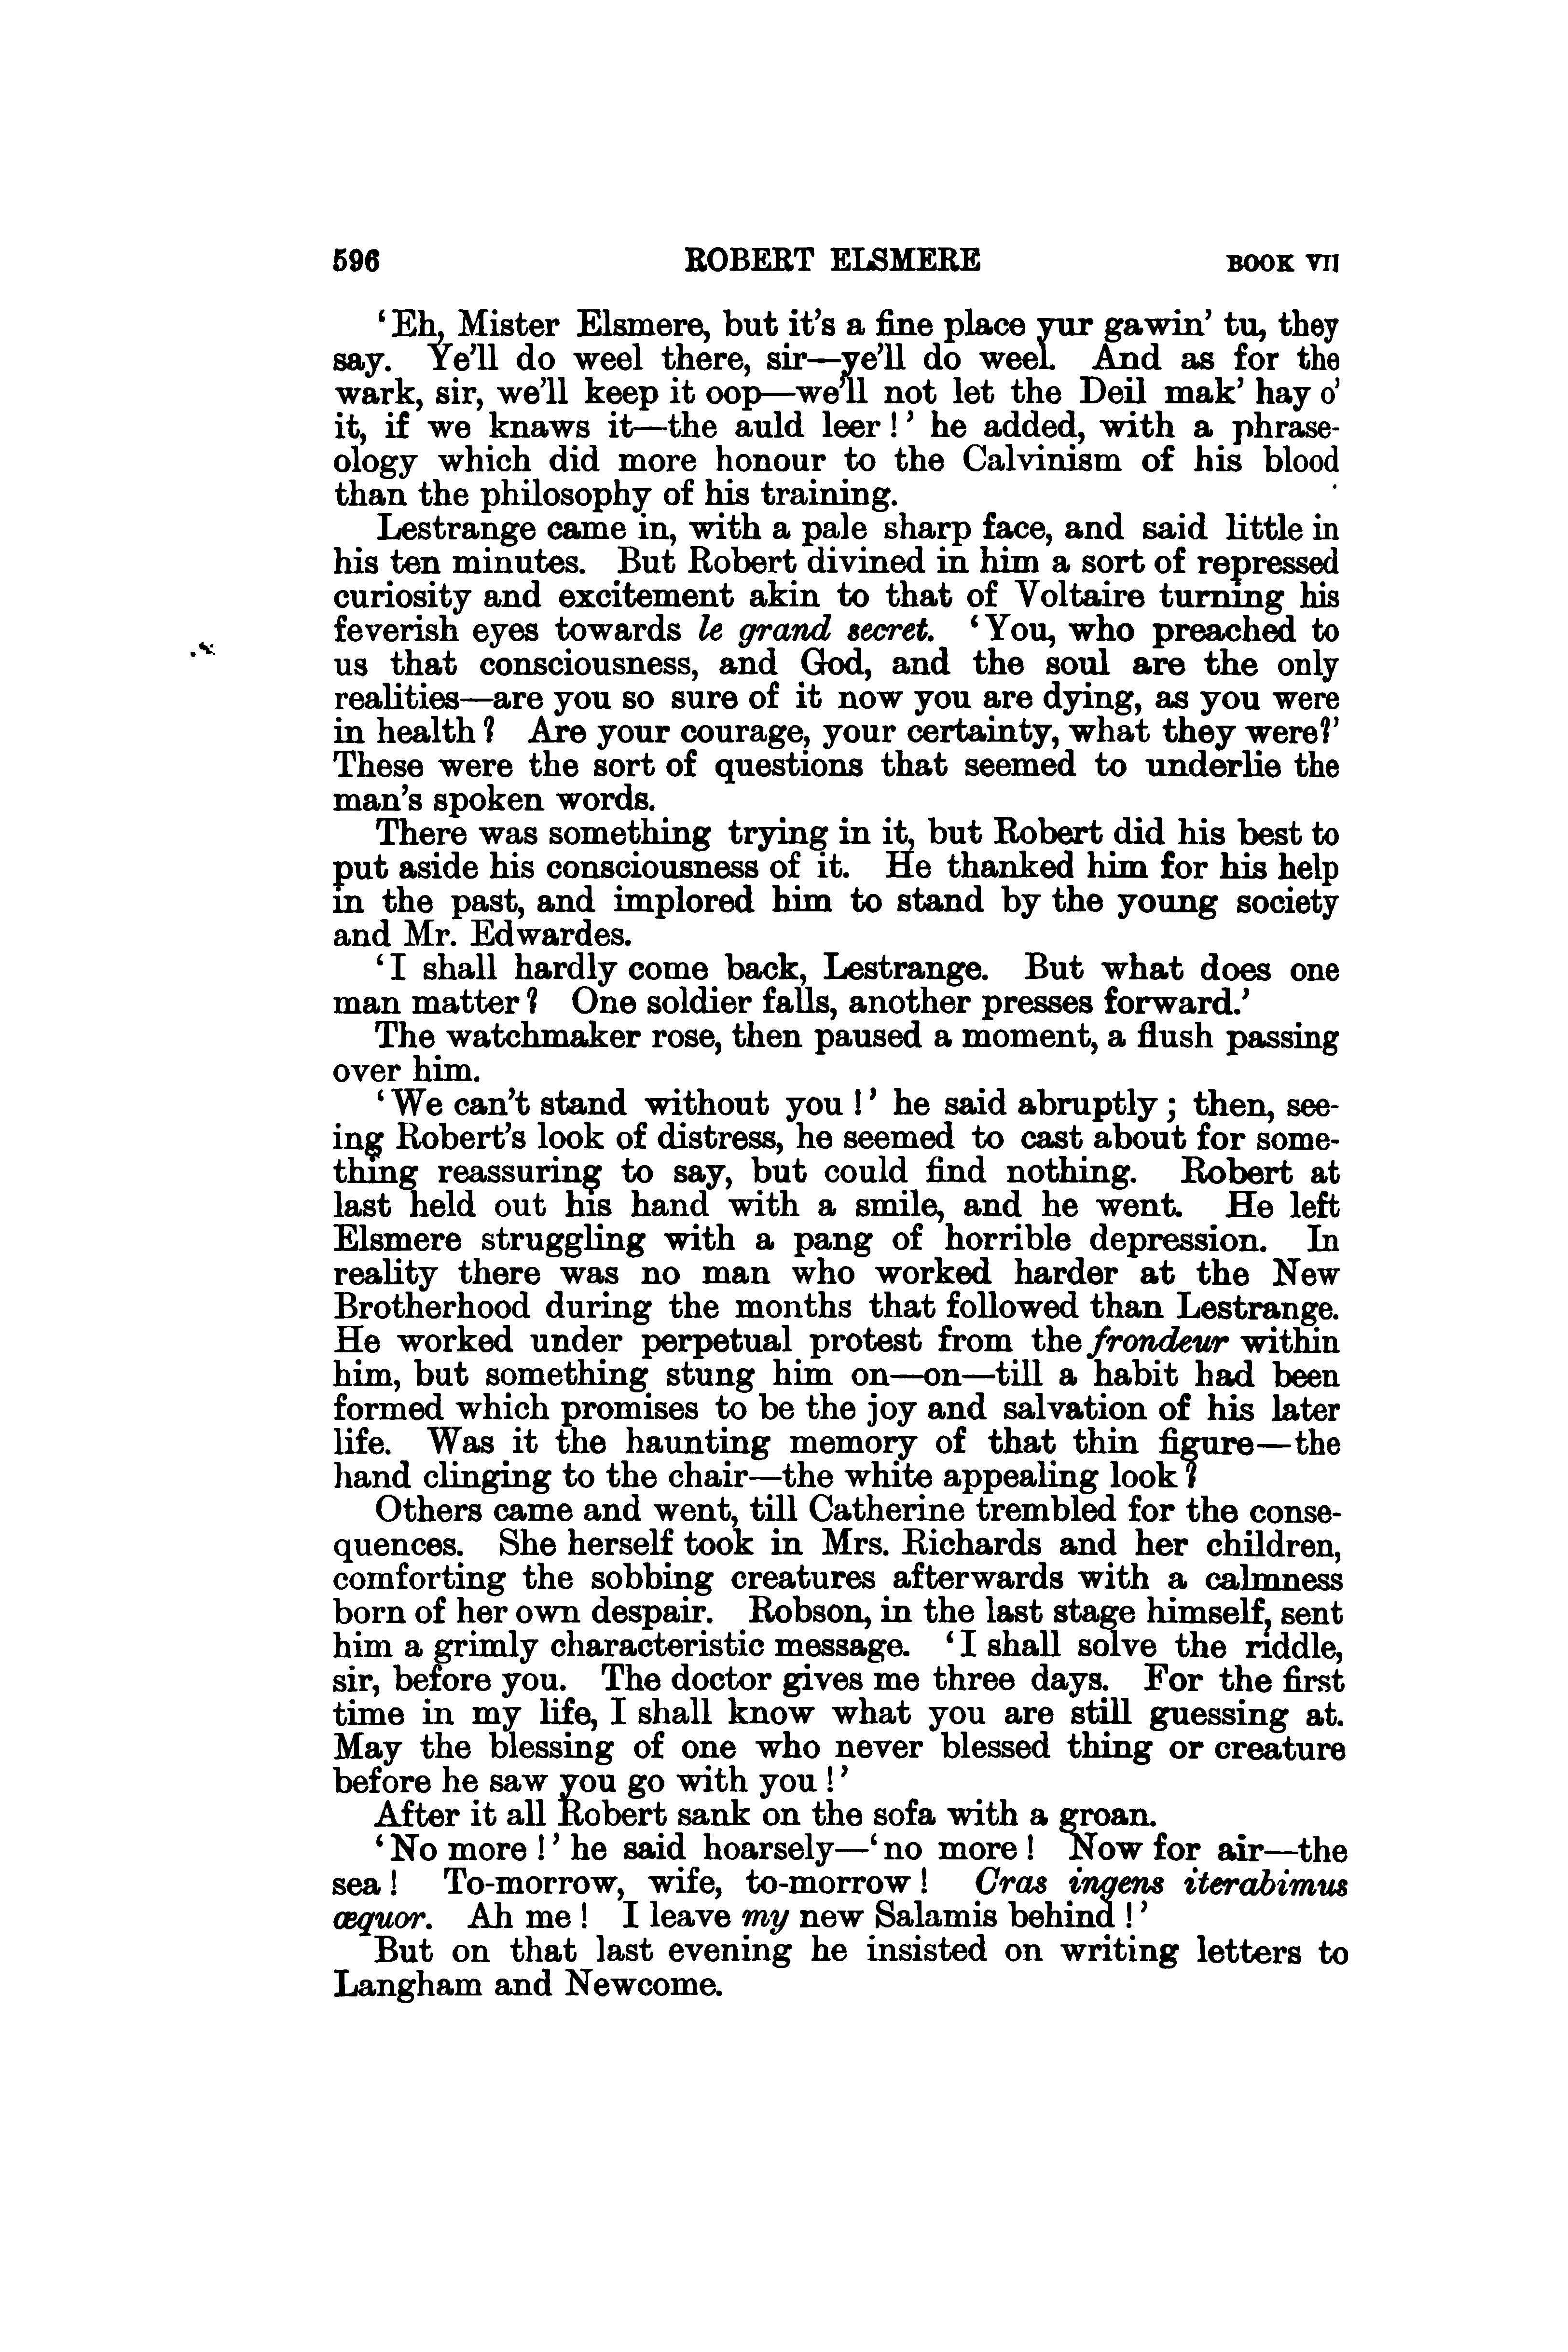 596 ROBERT ELSMERE BOOK VII
‘Eh, Mister Elsmere, but it’s a fine place yur gawin’ tu, they
say. Ye’ll do weel there, sir—ye’ll do weel. And as for the
wark, sir, we’ll keep it oop—we’ll not let the Deil mak’ hay o’
it, if we knaws it—the auld leer!’ he added, with a phrase-
ology which did more honour to the Calvinism of his blood
than the philosophy of his training.
Lestrange came in, with a pale sharp face, and said little in
his ten minutes. But Robert divined in him a sort of repressed
curiosity and excitement akin to that of Voltaire turning his
feverish eyes towards le grand secret. ‘You, who preached to
us that consciousness, and God, and the soul are the only
realities—are you so sure of it now you are dying, as you were
in health? Are your courage, your certainty, what they were?’
These were the sort of questions that seemed to underlie the
man’s spoken words.
There was something trying in it, but Robert did his best to
put aside his consciousness of it. He thanked him for his help
in the past, and implored him to stand by the young society
and Mr. Edwardes.
‘I shall hardly come back, Lestrange. But what does one
man matter? One soldier falls, another presses forward.’
The watchmaker rose, then paused a moment, a flush passing
over him.
‘We can’t stand without you!’ he said abruptly; then, see-
ing Robert’s look of distress, he seemed to cast about for some-
thing reassuring to say, but could find nothing. Robert at
last held out his hand with a smile, and he went. He left
Elsmere struggling with a pang of horrible depression. In
reality there was no man who worked harder at the New
Brotherhood during the months that followed than Lestrange.
He worked under perpetual protest from the frondeur within
him, but something stung him on—on—till a habit had been
formed which promises to be the joy and salvation of his later
life. Was it the haunting memory of that thin figure—the
hand clinging to the chair—the white appealing look?
Others came and went, till Catherine trembled for the conse-
quences. She herself took in Mrs. Richards and her children,
comforting the sobbing creatures afterwards with a calmness
born of her own despair. Robson, in the last stage himself, sent
him a grimly characteristic message. ‘I shall solve the riddle,
sir, before you. The doctor gives me three days. For the first
time in my life, I shall know what you are still guessing at.
May the blessing of one who never blessed thing or creature
before he saw you go with you!’
After it all Robert sank on the sofa with a groan.
‘No more!’ he said hoarsely—‘no more! Now for air—the
sea! To-morrow, wife, to-morrow! Cras ingens iterabimus
æquor. Ah me! I leave my new Salamis behind!’
But on that last evening he insisted on writing letters to
Langham and Newcome.